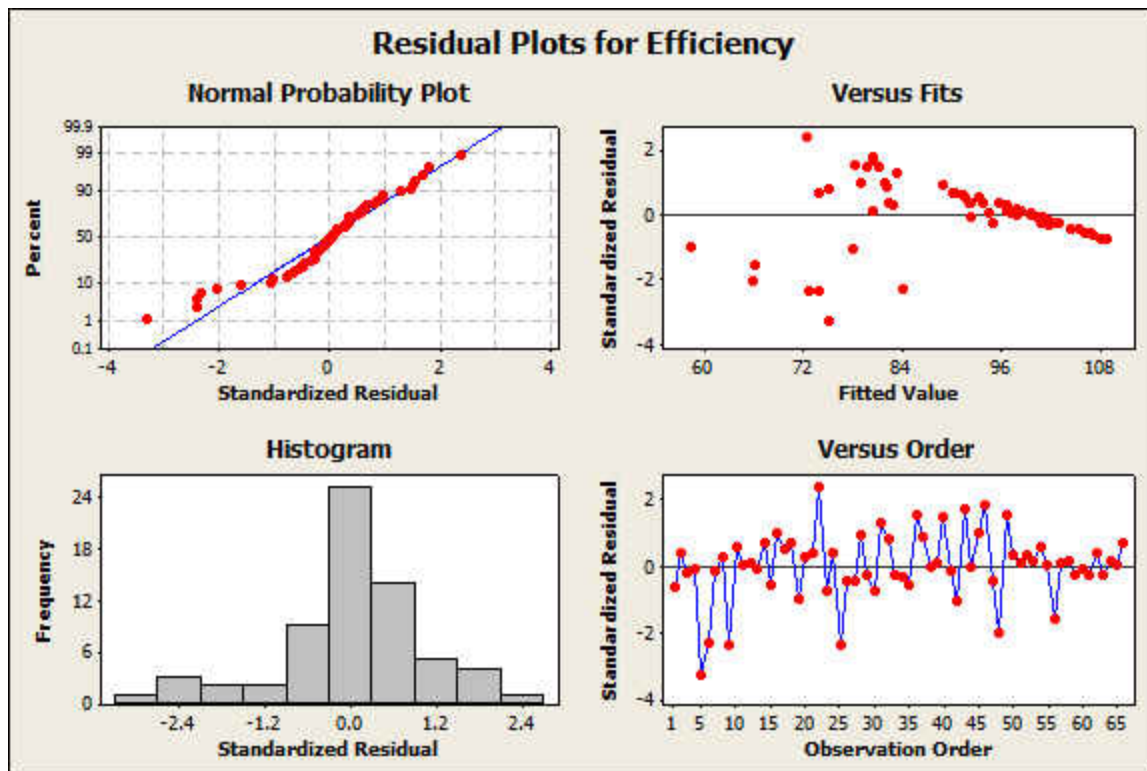 Residual Plots for Efficiency
Normal Probability Plot
99.9
99
90
50
10
1
0.1
Percent
-4 -2 0 2 4
Standardized Residual
Versus Fits
2
0
-2
-4
Standardized Residual
60 72 84 96 108
Fitted Value
Histogram
24
18
12
6
0
Frequency
-2.4 -1.2 0.0 1.2 2.4
Standardized Residual
Versus Order
2
0
-2
-4
Standardized Residual
1 5 10 15 20 25 30 35 40 45 50 55 60 65
Observation Order